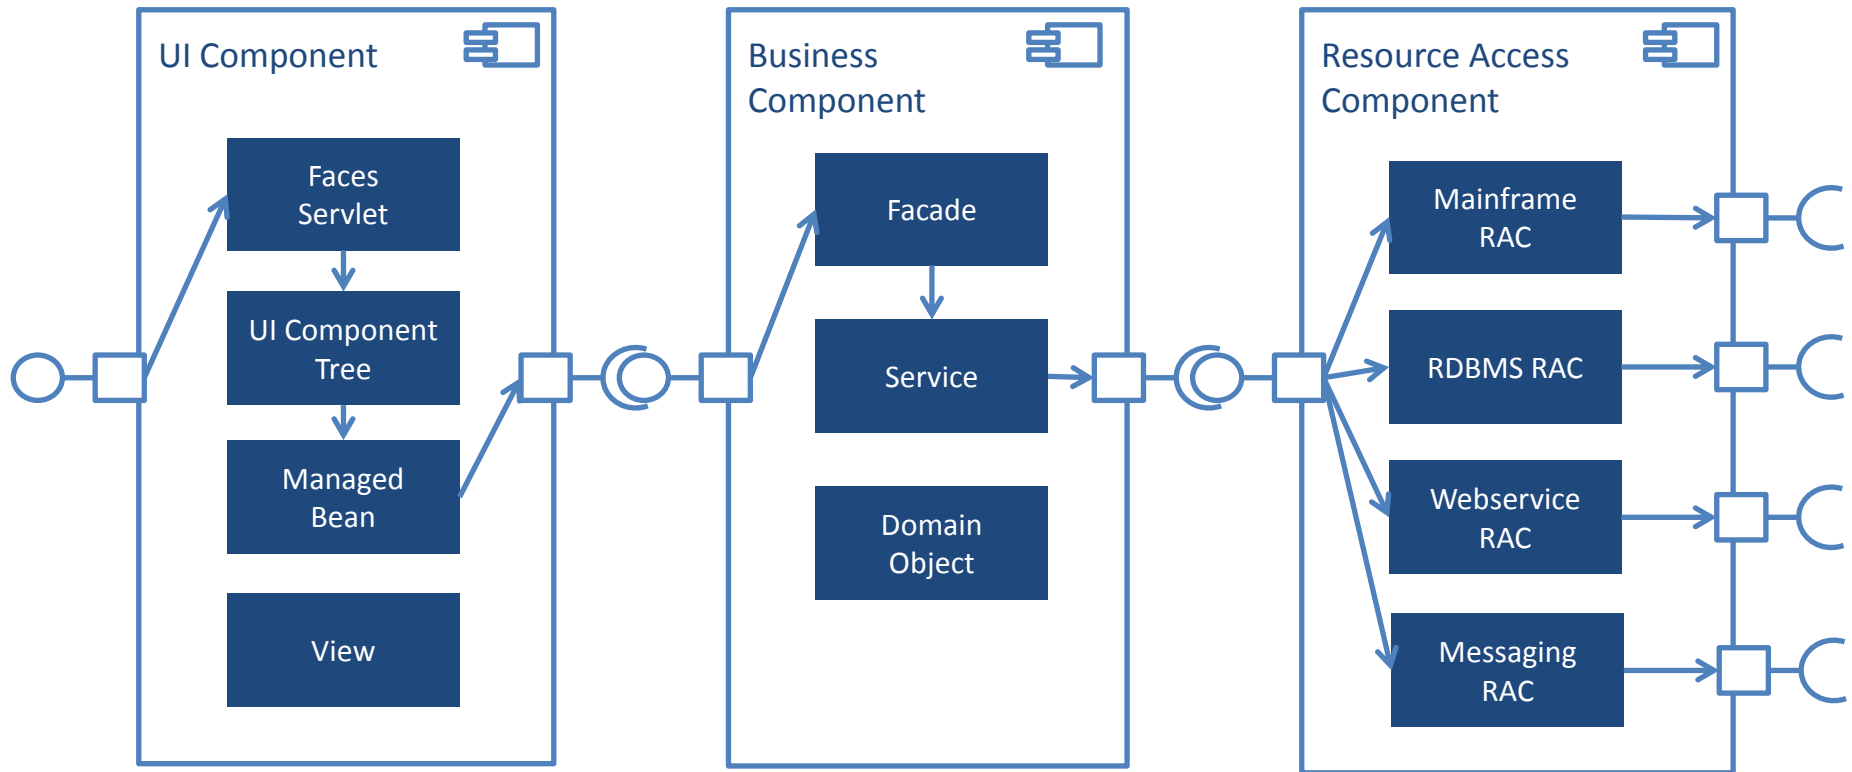 UI Component
Faces
Servlet
UI Component
Tree
Managed
Bean
View
Business
Component
Facade
Service
Domain
Object
Resource Access
Component
Mainframe
RAC
RDBMS RAC
Webservice
RAC
Messaging
RAC